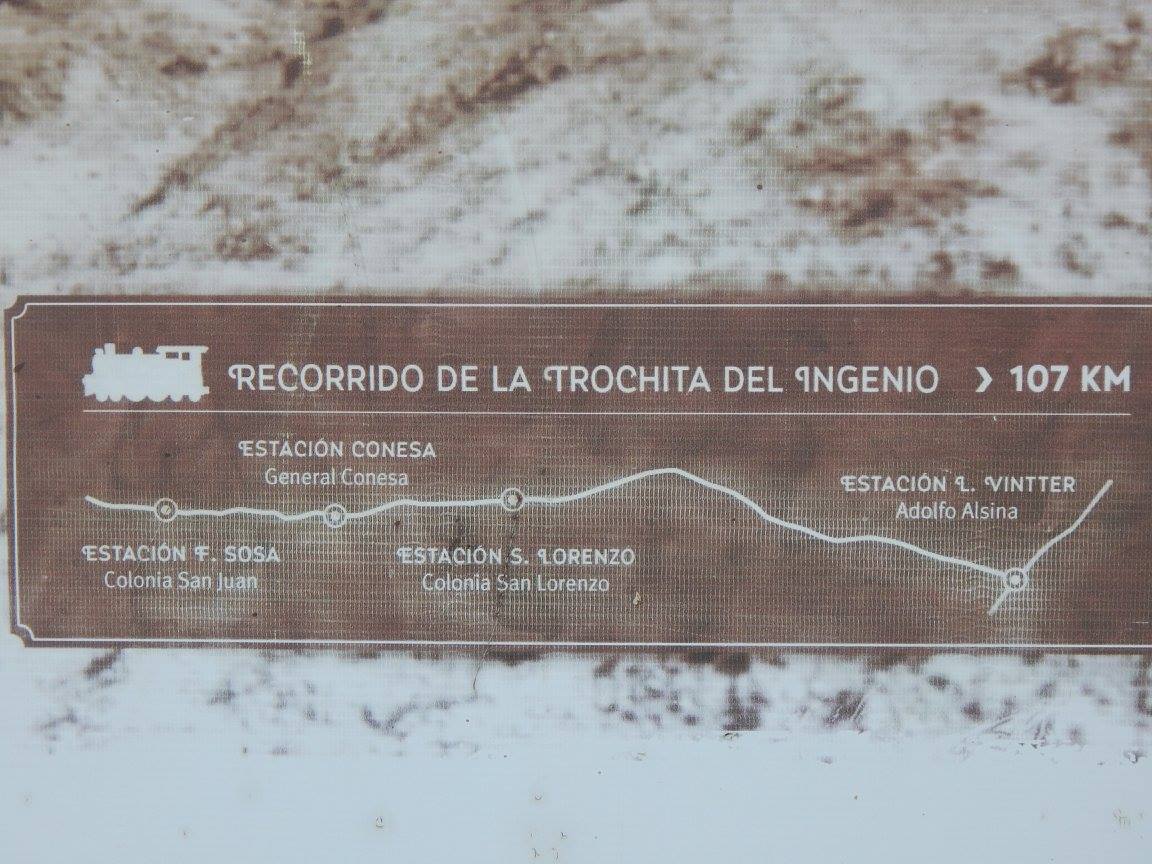 RECORRIDO DE LA TROCHITA DEL INGENIO › 107 KM
ESTACIÓN CONESA
General Conesa
ESTACIÓN L. VINTTER
Adolfo Alsina
ESTACIÓN F. SOSA
Colonia San Juan
ESTACIÓN S. LORENZO
Colonia San Lorenzo